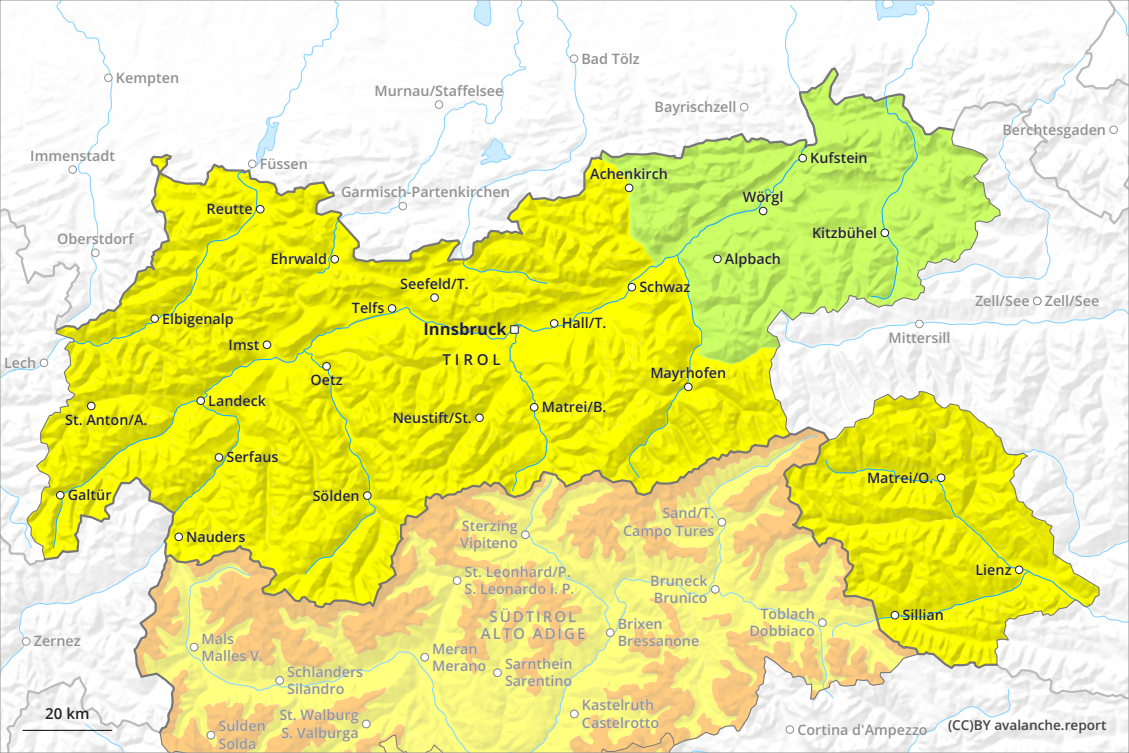 Kempten
Bad Tölz
Murnau/Staffelsee
Bayrischzell
Berchtesgaden
Immenstadt
Füssen
Kufstein
Achenkirch
Garmisch-Partenkirchen
Wörgl
Reutte
Kitzbühel
Oberstdorf
Ehrwald
Alpbach
Seefeld/T.
Schwaz
Telfs
Zell/See
Zell/See
Elbigenalp
Innsbruck
Hall/T.
Mittersill
Imst
TIROL
Lech
Oetz
Mayrhofen
Landeck
St. Anton/A.
Neustift/St.
Matrei/B.
Serfaus
Matrei/O.
Galtür
Sölden
Sand/T.
Campo Tures
Sterzing
Vipiteno
Nauders
Lienz
St. Leonhard/P.
S. Leonardo i. P.
Bruneck
Brunico
SÜDTIROL
ALTO ADIGE
Toblach
Dobbiaco
Sillian
Brixen
Bressanone
Zernez
Mals
Malles V.
Meran
Merano
Sarnthein
Sarentino
Schlanders
Silandro
20 km
St. Walburg
S. Valburga
Kastelruth
Castelrotto
Sulden
Solda
Cortina d'Ampezzo
(CC)BY avalanche.report